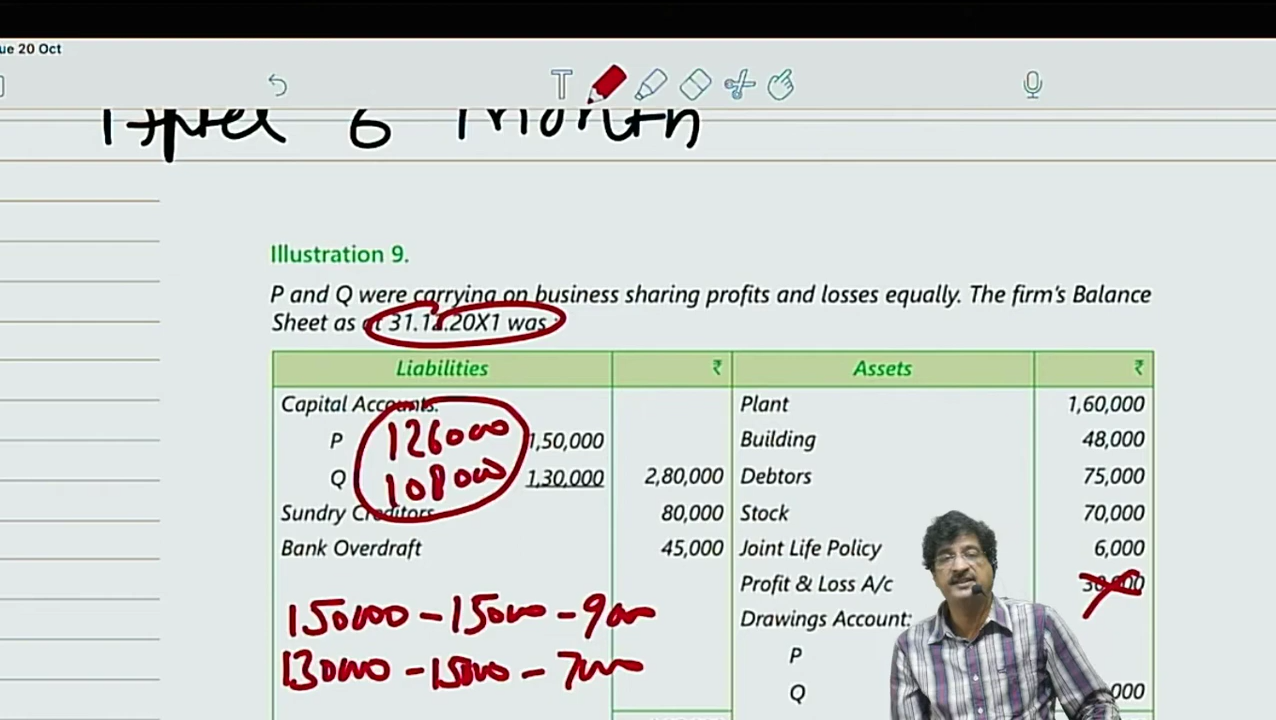 ue 20 Oct
T
After 6 Month
Illustration 9.
P and Q were carrying on business sharing profits and losses equally. The firm's Balance
Sheet as at 31.12.20X1 was
Liabilities ₹ Assets ₹
Capital Accounts: Plant 1,60,000
P 126000 1,50,000 Building 48,000
Q 108000 1,30,000 2,80,000 Debtors 75,000
Sundry Creditors 80,000 Stock 70,000
Bank Overdraft 45,000 Joint Life Policy 6,000
Profit & Loss A/c 30,000
150000 - 15000 - 9000 Drawings Account:
130000 - 15000 - 7000 P
Q 000